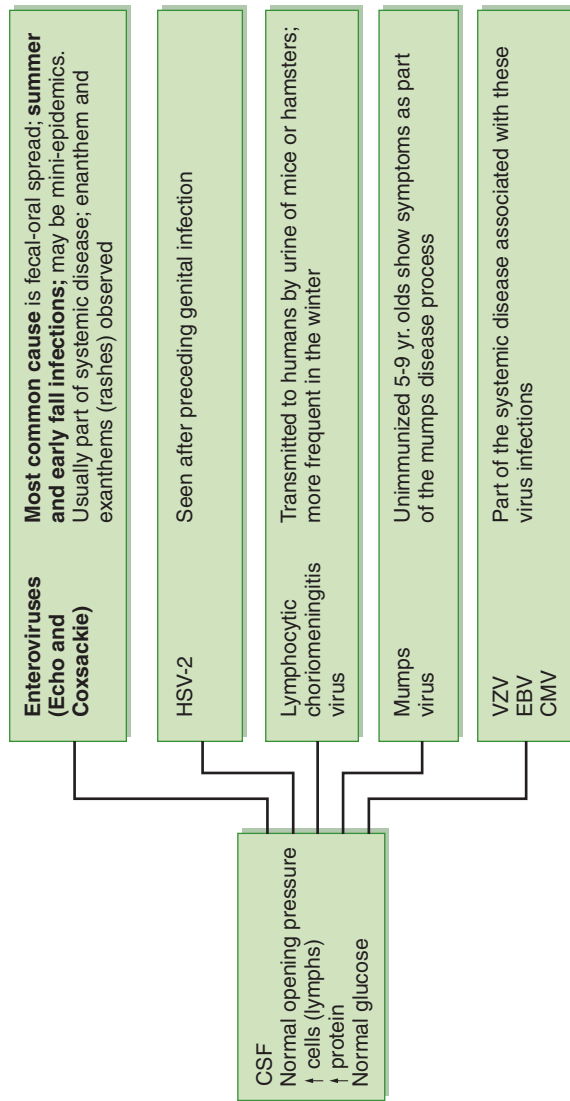 CSF
Normal opening pressure
↑ cells (lymphs)
↑ protein
Normal glucose
Enteroviruses
(Echo and
Coxsackie)
Most common cause is fecal-oral spread; summer
and early fall infections; may be mini-epidemics.
Usually part of systemic disease; enanthem and
exanthems (rashes) observed
HSV-2
Seen after preceding genital infection
Lymphocytic
choriomeningitis
virus
Transmitted to humans by urine of mice or hamsters;
more frequent in the winter
Mumps
virus
Unimmunized 5-9 yr. olds show symptoms as part
of the mumps disease process
VZV
EBV
CMV
Part of the systemic disease associated with these
virus infections